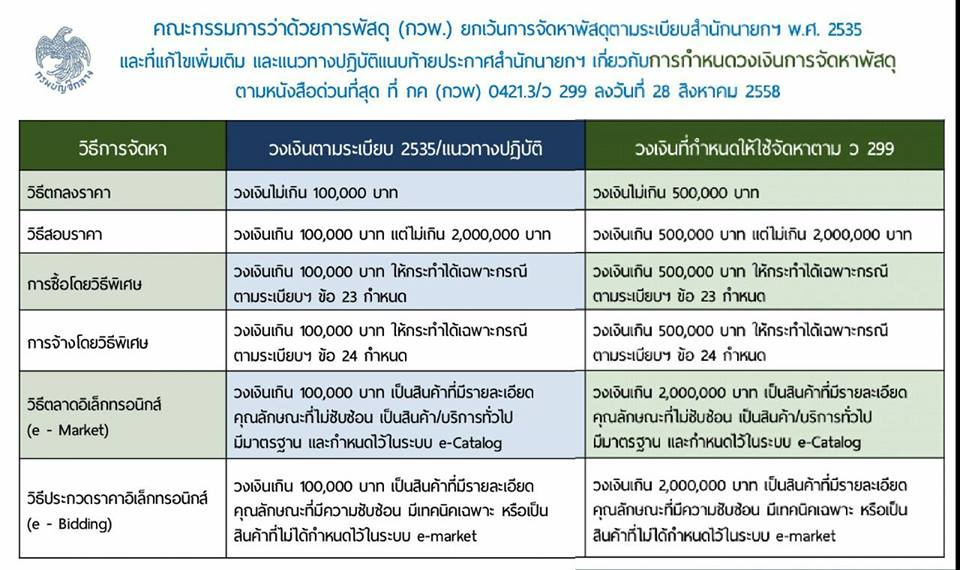 คณะกรรมการว่าด้วยการพัสดุ (กวพ.) ยกเว้นการจัดหาพัสดุตามระเบียบสำนักนายกฯ พ.ศ. 2535
และที่แก้ไขเพิ่มเติม และแนวทางปฏิบัติแนบท้ายประกาศสำนักนายกฯ เกี่ยวกับการกำหนดวงเงินการจัดหาพัสดุ
ตามหนังสือด่วนที่สุด ที่ กค (กวพ) 0421.3/ว 299 ลงวันที่ 28 สิงหาคม 2558
กรมบัญชีกลาง
วิธีการจัดหา
วงเงินตามระเบียบ 2535/แนวทางปฏิบัติ
วงเงินที่กำหนดให้ใช้จัดหาตาม ว 299
วิธีตกลงราคา
วงเงินไม่เกิน 100,000 บาท
วงเงินไม่เกิน 500,000 บาท
วิธีสอบราคา
วงเงินเกิน 100,000 บาท แต่ไม่เกิน 2,000,000 บาท
วงเงินเกิน 500,000 บาท แต่ไม่เกิน 2,000,000 บาท
การซื้อโดยวิธีพิเศษ
วงเงินเกิน 100,000 บาท ให้กระทำได้เฉพาะกรณี
ตามระเบียบฯ ข้อ 23 กำหนด
วงเงินเกิน 500,000 บาท ให้กระทำได้เฉพาะกรณี
ตามระเบียบฯ ข้อ 23 กำหนด
การจ้างโดยวิธีพิเศษ
วงเงินเกิน 100,000 บาท ให้กระทำได้เฉพาะกรณี
ตามระเบียบฯ ข้อ 24 กำหนด
วงเงินเกิน 500,000 บาท ให้กระทำได้เฉพาะกรณี
ตามระเบียบฯ ข้อ 24 กำหนด
วิธีตลาดอิเล็กทรอนิกส์
(e - Market)
วงเงินเกิน 100,000 บาท เป็นสินค้าที่มีรายละเอียด
คุณลักษณะที่ไม่ซับซ้อน เป็นสินค้า/บริการทั่วไป
มีมาตรฐาน และกำหนดไว้ในระบบ e-Catalog
วงเงินเกิน 2,000,000 บาท เป็นสินค้าที่มีรายละเอียด
คุณลักษณะที่ไม่ซับซ้อน เป็นสินค้า/บริการทั่วไป
มีมาตรฐาน และกำหนดไว้ในระบบ e-Catalog
วิธีประกวดราคาอิเล็กทรอนิกส์
(e - Bidding)
วงเงินเกิน 100,000 บาท เป็นสินค้าที่มีรายละเอียด
คุณลักษณะที่มีความซับซ้อน มีเทคนิคเฉพาะ หรือเป็น
สินค้าที่ไม่ได้กำหนดไว้ในระบบ e-market
วงเงินเกิน 2,000,000 บาท เป็นสินค้าที่มีรายละเอียด
คุณลักษณะที่มีความซับซ้อน มีเทคนิคเฉพาะ หรือเป็น
สินค้าที่ไม่ได้กำหนดไว้ในระบบ e-market